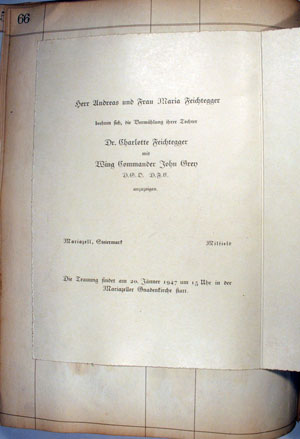 66
Herr Andreas und Frau Maria Feichtegger
beehren sich, die Vermählung ihrer Tochter
Dr. Charlotte Feichtegger
mit
Wing Commander John Grey
D.S.O. D.F.C.
anzuzeigen.
Mariazell, Steiermark
Millfield
Die Trauung findet am 20. Jänner 1947 um 15 Uhr in der
Mariazeller Gnadenkirche statt.